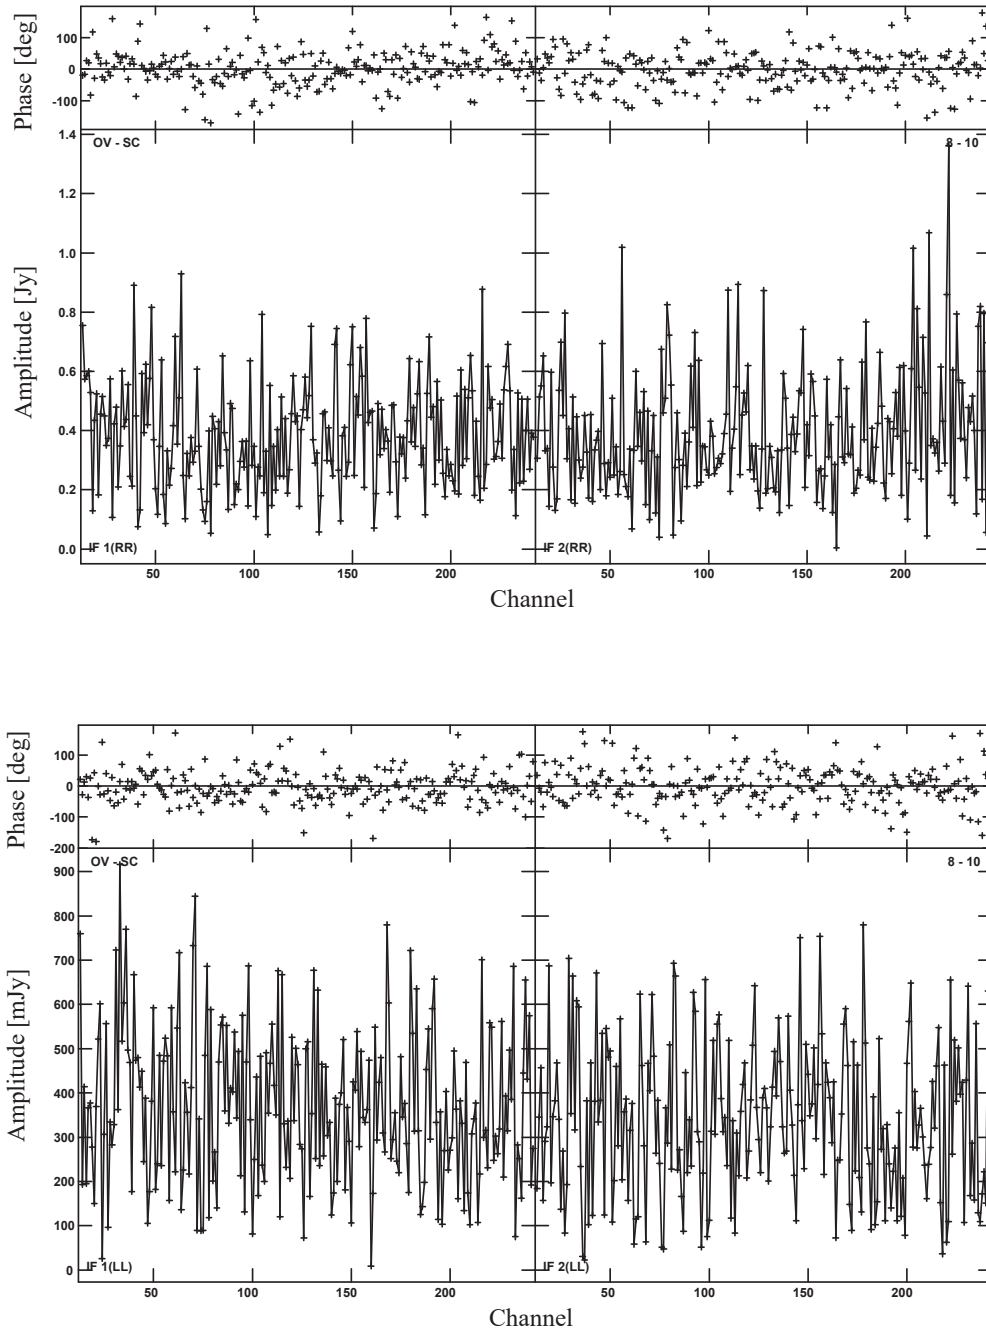 Phase [deg]
100
0
-100
Amplitude [Jy]
OV - SC
8 - 10
1.4
1.2
1.0
0.8
0.6
0.4
0.2
0.0
IF 1(RR)
IF 2(RR)
50 100 150 200 50 100 150 200
Channel
Phase [deg]
100
0
-100
-200
Amplitude [mJy]
OV - SC
8 - 10
900
800
700
600
500
400
300
200
100
0
IF 1(LL)
IF 2(LL)
50 100 150 200 50 100 150 200
Channel